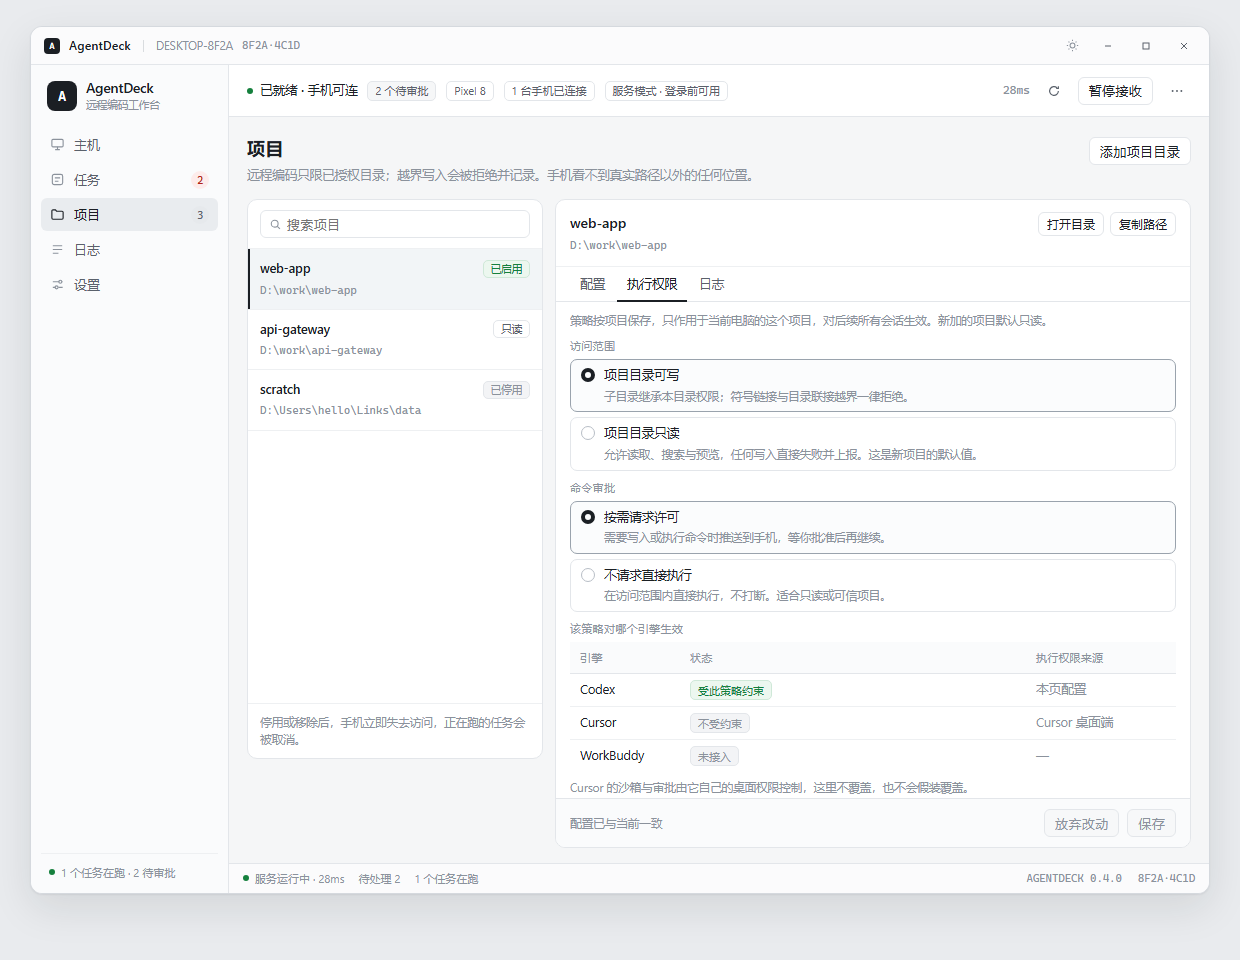 A AgentDeck DESKTOP-8F2A 8F2A·4C1D
A AgentDeck
远程编码工作台
主机
任务 2
项目 3
日志
设置
1 个任务在跑 · 2 待审批
已就绪 · 手机可连 2 个待审批 Pixel 8 1 台手机已连接 服务模式 · 登录前可用 28ms 暂停接收
项目
远程编码只限已授权目录；越界写入会被拒绝并记录。手机看不到真实路径以外的任何位置。
添加项目目录
搜索项目
web-app 已启用
D:\work\web-app
api-gateway 只读
D:\work\api-gateway
scratch 已停用
D:\Users\hello\Links\data
停用或移除后，手机立即失去访问，正在跑的任务会
被取消。
web-app 打开目录 复制路径
D:\work\web-app
配置 执行权限 日志
策略按项目保存，只作用于当前电脑的这个项目，对后续所有会话生效。新加的项目默认只读。
访问范围
项目目录可写
子目录继承本目录权限；符号链接与目录联接越界一律拒绝。
项目目录只读
允许读取、搜索与预览，任何写入直接失败并上报。这是新项目的默认值。
命令审批
按需请求许可
需要写入或执行命令时推送到手机，等你批准后再继续。
不请求直接执行
在访问范围内直接执行，不打断。适合只读或可信项目。
该策略对哪个引擎生效
引擎 状态 执行权限来源
Codex 受此策略约束 本页配置
Cursor 不受约束 Cursor 桌面端
WorkBuddy 未接入 —
Cursor 的沙箱与审批由它自己的桌面权限控制，这里不覆盖，也不会假装覆盖。
配置已与当前一致 放弃改动 保存
服务运行中 · 28ms 待处理 2 1 个任务在跑 AGENTDECK 0.4.0 8F2A·4C1D